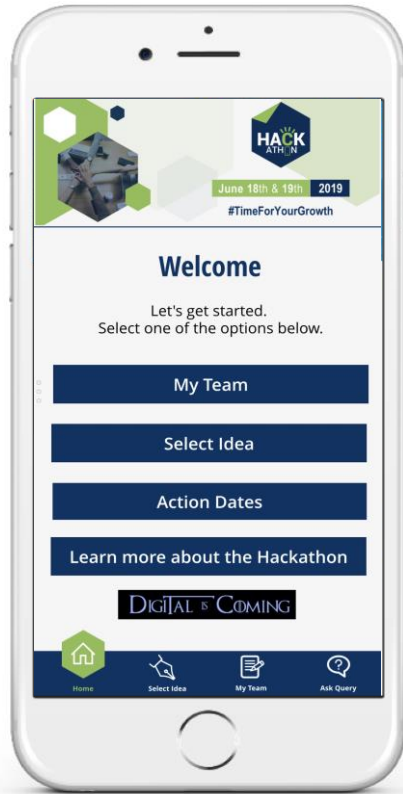 HACK
ATHON
June 18th & 19th 2019
#TimeForYourGrowth
Welcome
Let's get started.
Select one of the options below.
My Team
Select Idea
Action Dates
Learn more about the Hackathon
DIGITAL IS COMING
Home
Select Idea
My Team
Ask Query